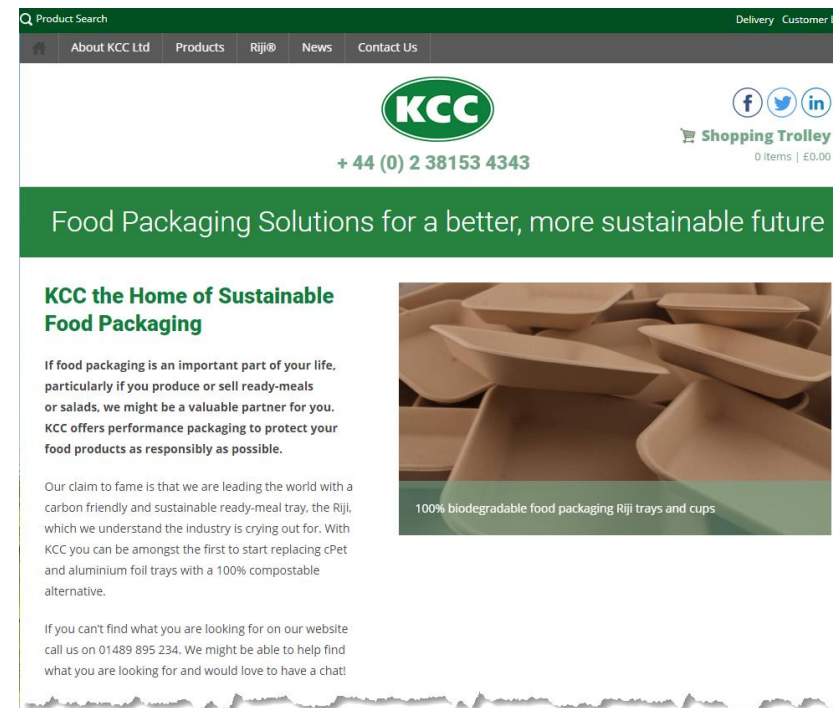 Product Search
Delivery Customer
About KCC Ltd Products Riji® News Contact Us
KCC
+ 44 (0) 2 38153 4343
Shopping Trolley
0 items | £0.00
Food Packaging Solutions for a better, more sustainable future
KCC the Home of Sustainable
Food Packaging
If food packaging is an important part of your life,
particularly if you produce or sell ready-meals
or salads, we might be a valuable partner for you.
KCC offers performance packaging to protect your
food products as responsibly as possible.
Our claim to fame is that we are leading the world with a
carbon friendly and sustainable ready-meal tray, the Riji,
which we understand the industry is crying out for. With
KCC you can be amongst the first to start replacing cPet
and aluminium foil trays with a 100% compostable
alternative.
If you can't find what you are looking for on our website
call us on 01489 895 234. We might be able to help find
what you are looking for and would love to have a chat!
100% biodegradable food packaging Riji trays and cups